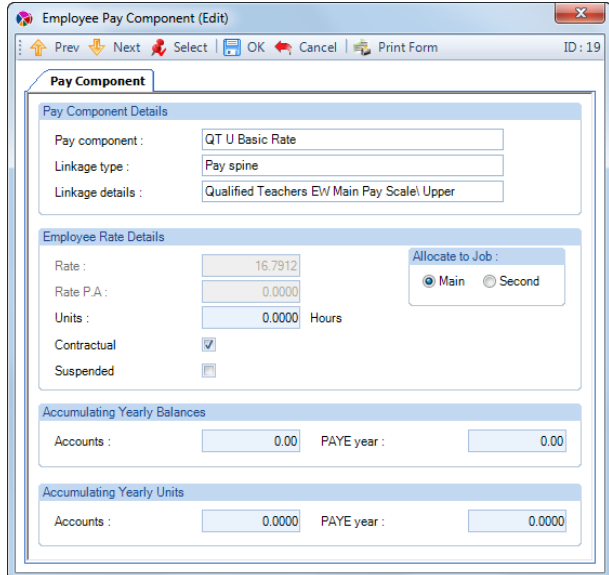 Employee Pay Component (Edit)
Prev Next Select OK Cancel Print Form ID : 19
Pay Component
Pay Component Details
Pay component : QT U Basic Rate
Linkage type : Pay spine
Linkage details : Qualified Teachers EW Main Pay Scale\ Upper
Employee Rate Details
Allocate to Job :
Rate : 16.7912
Main Second
Rate P.A : 0.0000
Units : 0.0000 Hours
Contractual
Suspended
Accumulating Yearly Balances
Accounts : 0.00 PAYE year : 0.00
Accumulating Yearly Units
Accounts : 0.0000 PAYE year : 0.0000